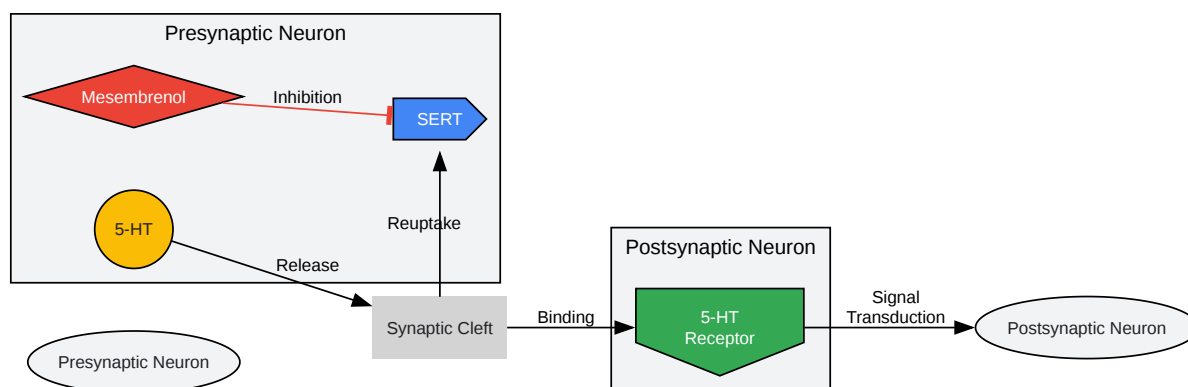 Presynaptic Neuron
Mesembrenol
Inhibition
SERT
5-HT
Release
Reuptake
Synaptic Cleft
Presynaptic Neuron
Binding
Postsynaptic Neuron
5-HT
Receptor
Signal
Transduction
Postsynaptic Neuron